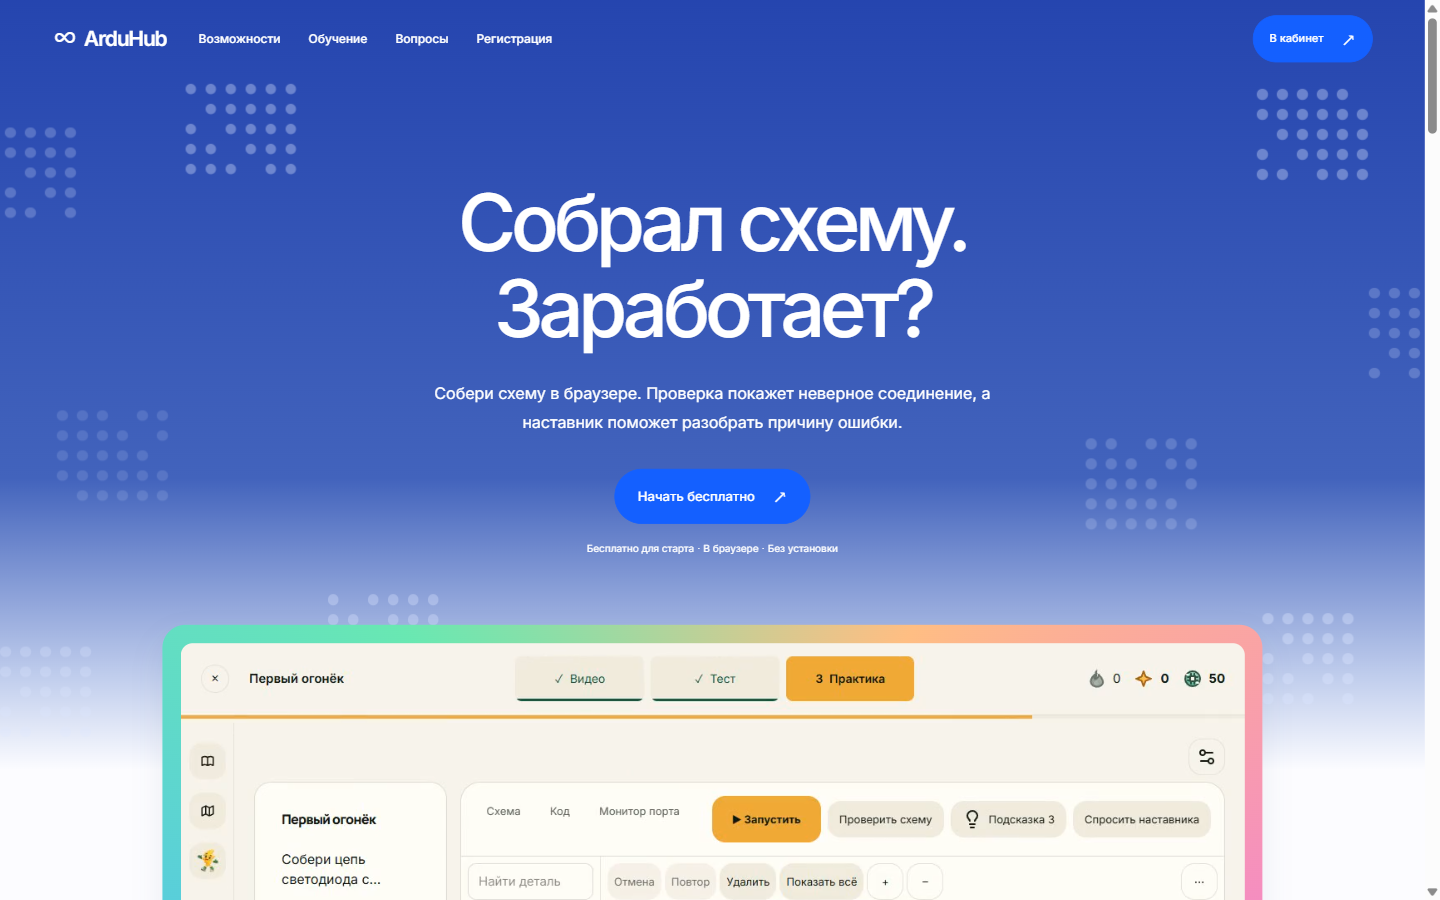 ArduHub
Возможности
Обучение
Вопросы
Регистрация
В кабинет ↗
Собрал схему.
Заработает?
Собери схему в браузере. Проверка покажет неверное соединение, а
наставник поможет разобрать причину ошибки.
Начать бесплатно ↗
Бесплатно для старта · В браузере · Без установки
× Первый огонёк
✓ Видео
✓ Тест
3 Практика
0
0
50
Первый огонёк
Собери цепь
светодиода с...
Схема
Код
Монитор порта
▶ Запустить
Проверить схему
Подсказка 3
Спросить наставника
Найти деталь
Отмена
Повтор
Удалить
Показать всё
+
−
...